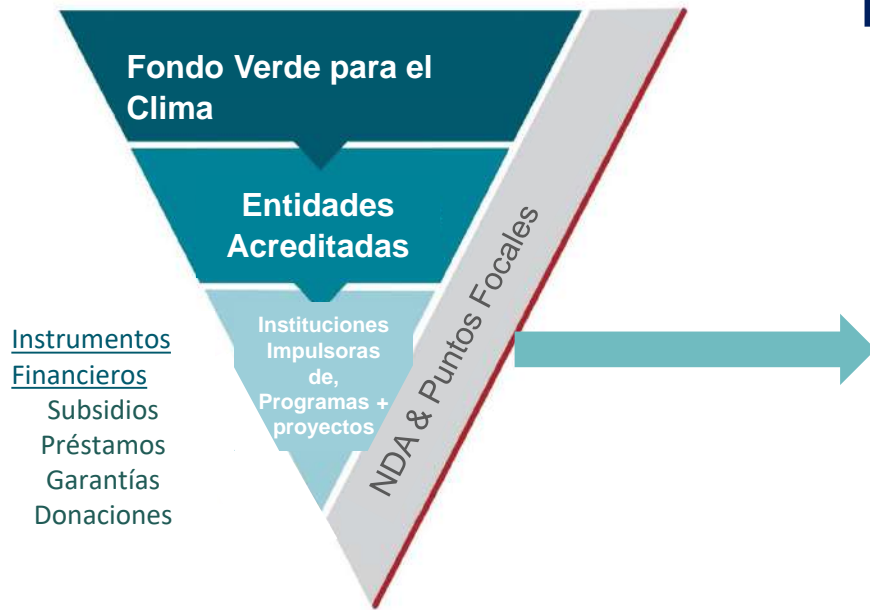 Fondo Verde para el
Clima
Entidades
Acreditadas
Instituciones
Impulsoras
de,
Programas +
proyectos
NDA & Puntos Focales
Instrumentos
Financieros
Subsidios
Préstamos
Garantías
Donaciones